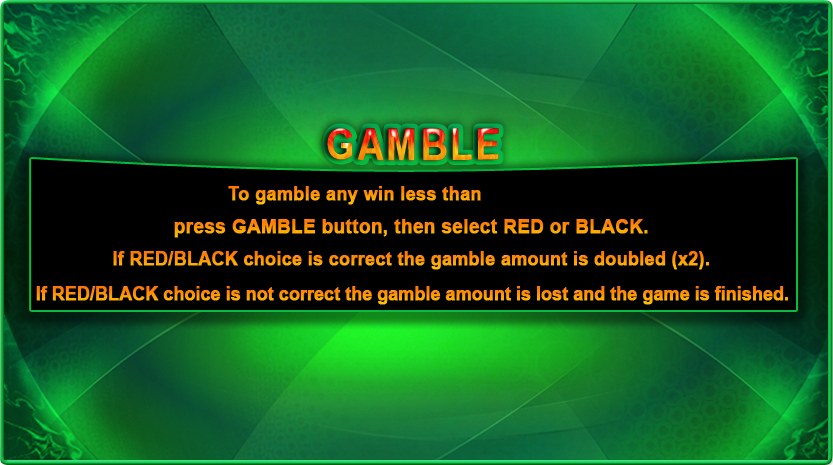 GAMBLE
To gamble any win less than
press GAMBLE button, then select RED or BLACK.
If RED/BLACK choice is correct the gamble amount is doubled (x2).
If RED/BLACK choice is not correct the gamble amount is lost and the game is finished.